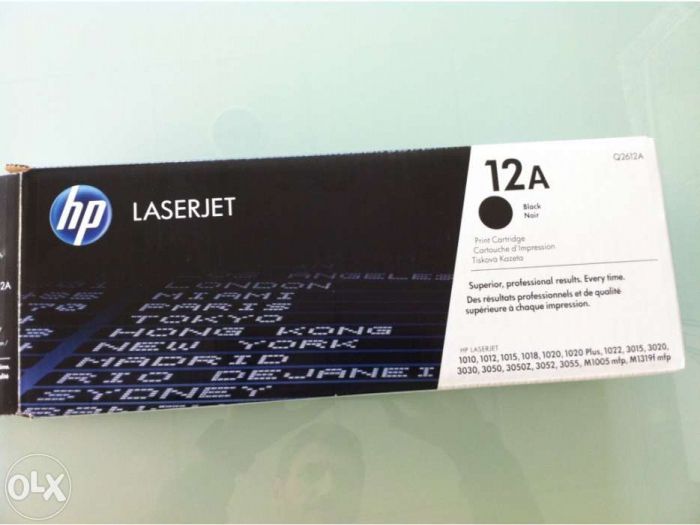 hp
LASERJET
12A
Q2612A
Black
Noir
Print Cartridge
Cartouche d'Impression
Tiskova Kazeta
Superior, professional results. Every time.
Des résultats professionnels et de qualité
supérieure à chaque impression.
HP LASERJET
1010, 1012, 1015, 1018, 1020, 1020 Plus, 1022, 3015, 3020,
3030, 3050, 3050Z, 3052, 3055, M1005 mfp, M1319f mfp
ANGELES
LONDON
MIAMI
PARIS
TOKYO
HONG KONG
NEW YORK
MADRID
RIO DEJANEI
SYDNEY
2A
OLX